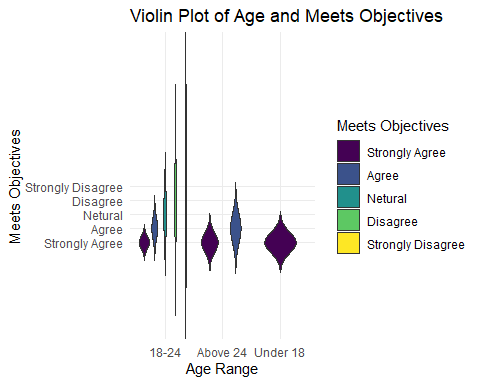 Violin Plot of Age and Meets Objectives
Meets Objectives
Strongly Disagree
Disagree
Netural
Agree
Strongly Agree
18-24
Above 24
Under 18
Age Range
Meets Objectives
Strongly Agree
Agree
Netural
Disagree
Strongly Disagree